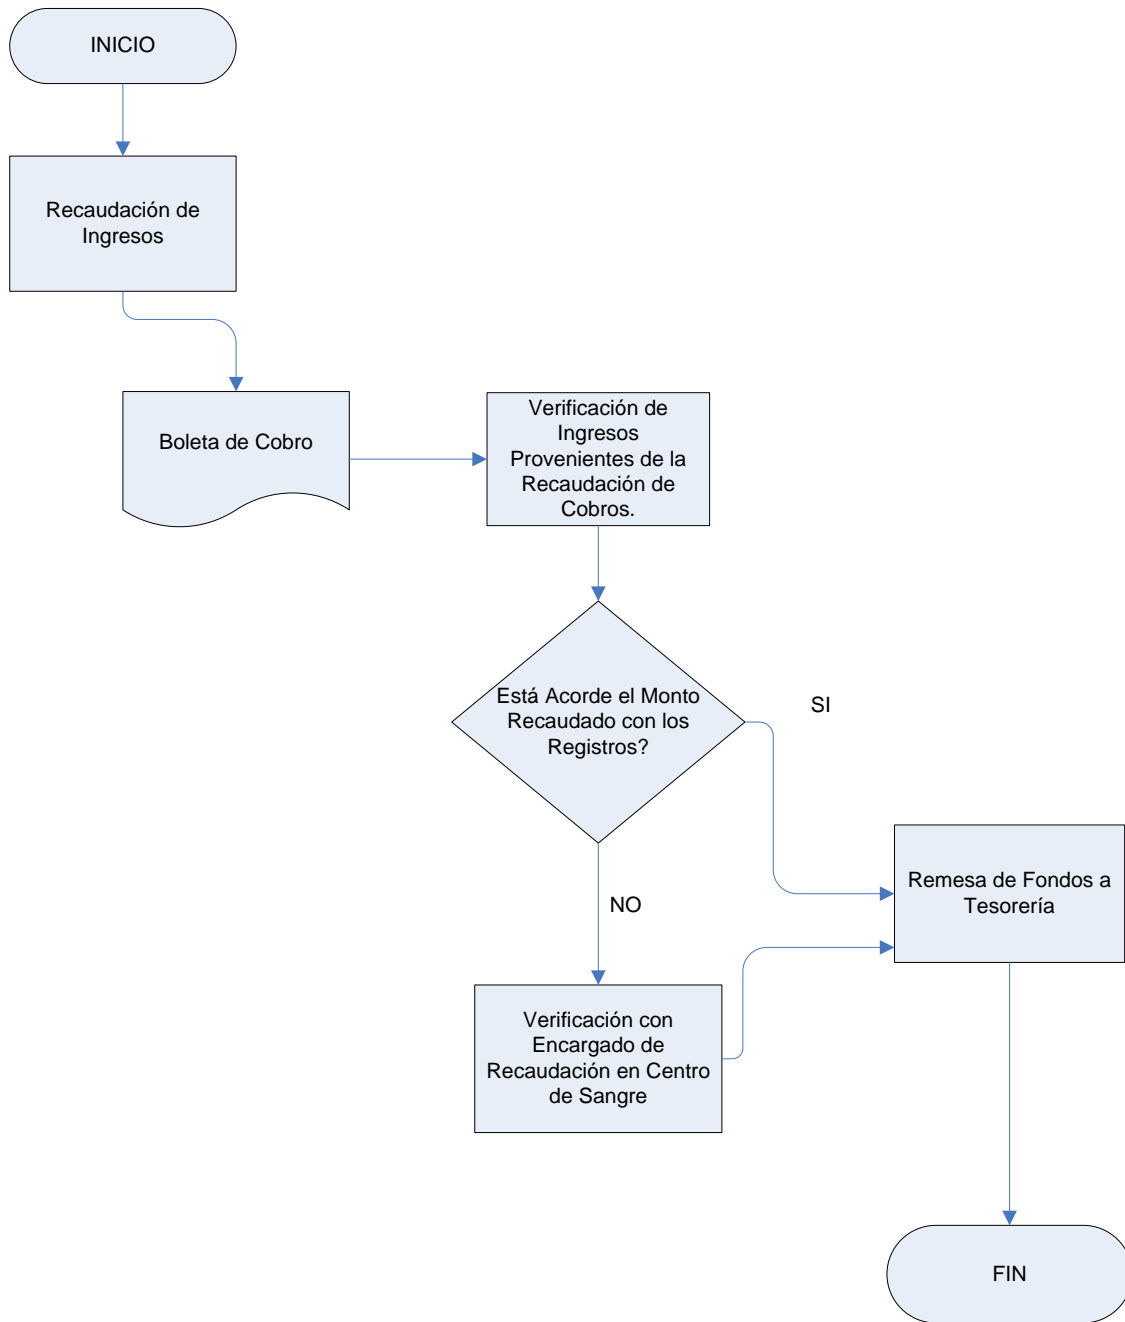 INICIO
Recaudación de
Ingresos
Boleta de Cobro
Verificación de
Ingresos
Provenientes de la
Recaudación de
Cobros.
Está Acorde el Monto
Recaudado con los
Registros?
SI
NO
Remesa de Fondos a
Tesorería
Verificación con
Encargado de
Recaudación en Centro
de Sangre
FIN